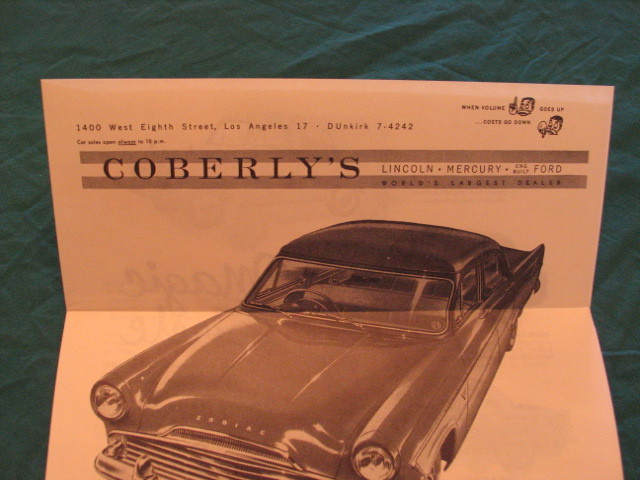 WHEN VOLUME GOES UP
...COSTS GO DOWN
1400 West Eighth Street, Los Angeles 17 · DUnkirk 7-4242
Car sales open always to 10 p.m.
COBERLY'S LINCOLN · MERCURY · ENG BUILT FORD
WORLD'S LARGEST DEALER
ZODIAC
Magic